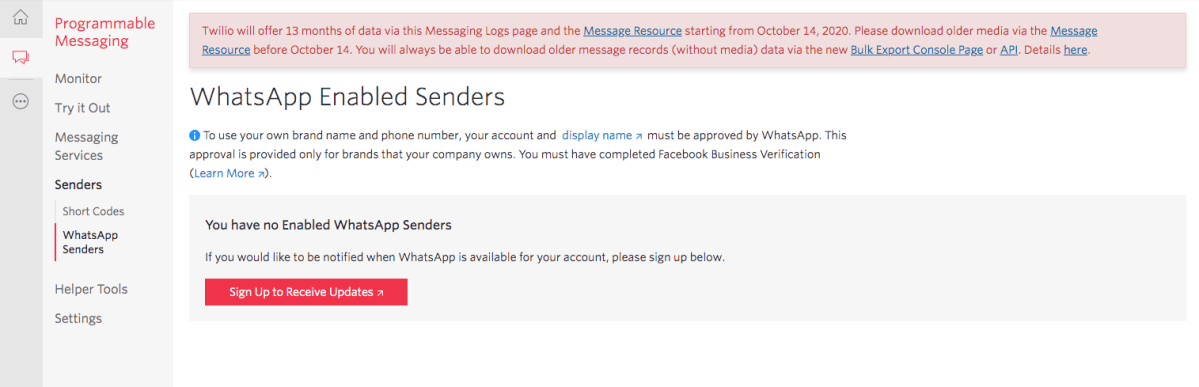 Programmable
Messaging
Monitor
Try it Out
Messaging
Services
Senders
Short Codes
WhatsApp
Senders
Helper Tools
Settings
Twilio will offer 13 months of data via this Messaging Logs page and the Message Resource starting from October 14, 2020. Please download older media via the Message
Resource before October 14. You will always be able to download older message records (without media) data via the new Bulk Export Console Page or API. Details here.
WhatsApp Enabled Senders
To use your own brand name and phone number, your account and display name must be approved by WhatsApp. This
approval is provided only for brands that your company owns. You must have completed Facebook Business Verification
(Learn More).
You have no Enabled WhatsApp Senders
If you would like to be notified when WhatsApp is available for your account, please sign up below.
Sign Up to Receive Updates